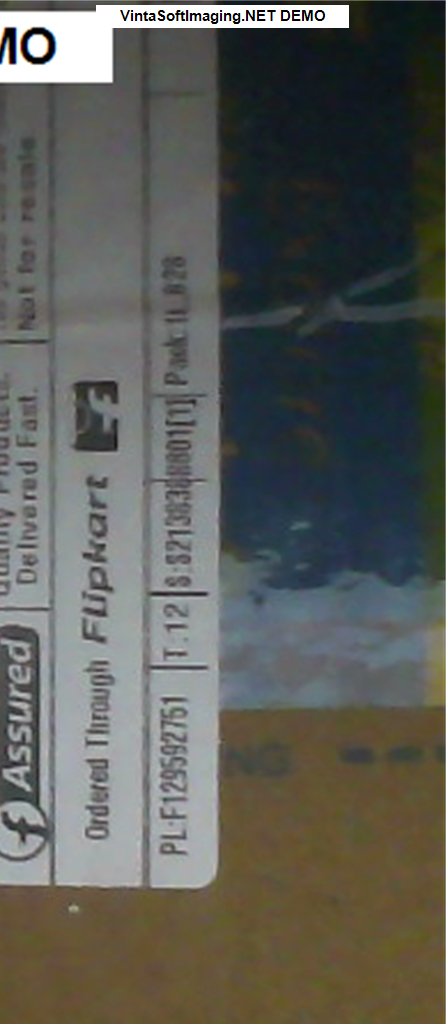 VintaSoftImaging.NET DEMO
MO
Not for resale
Quality Products.
Delivered Fast.
f Assured
Ordered Through Flipkart
PL:F129592751 | T.12 | Pack:
NG